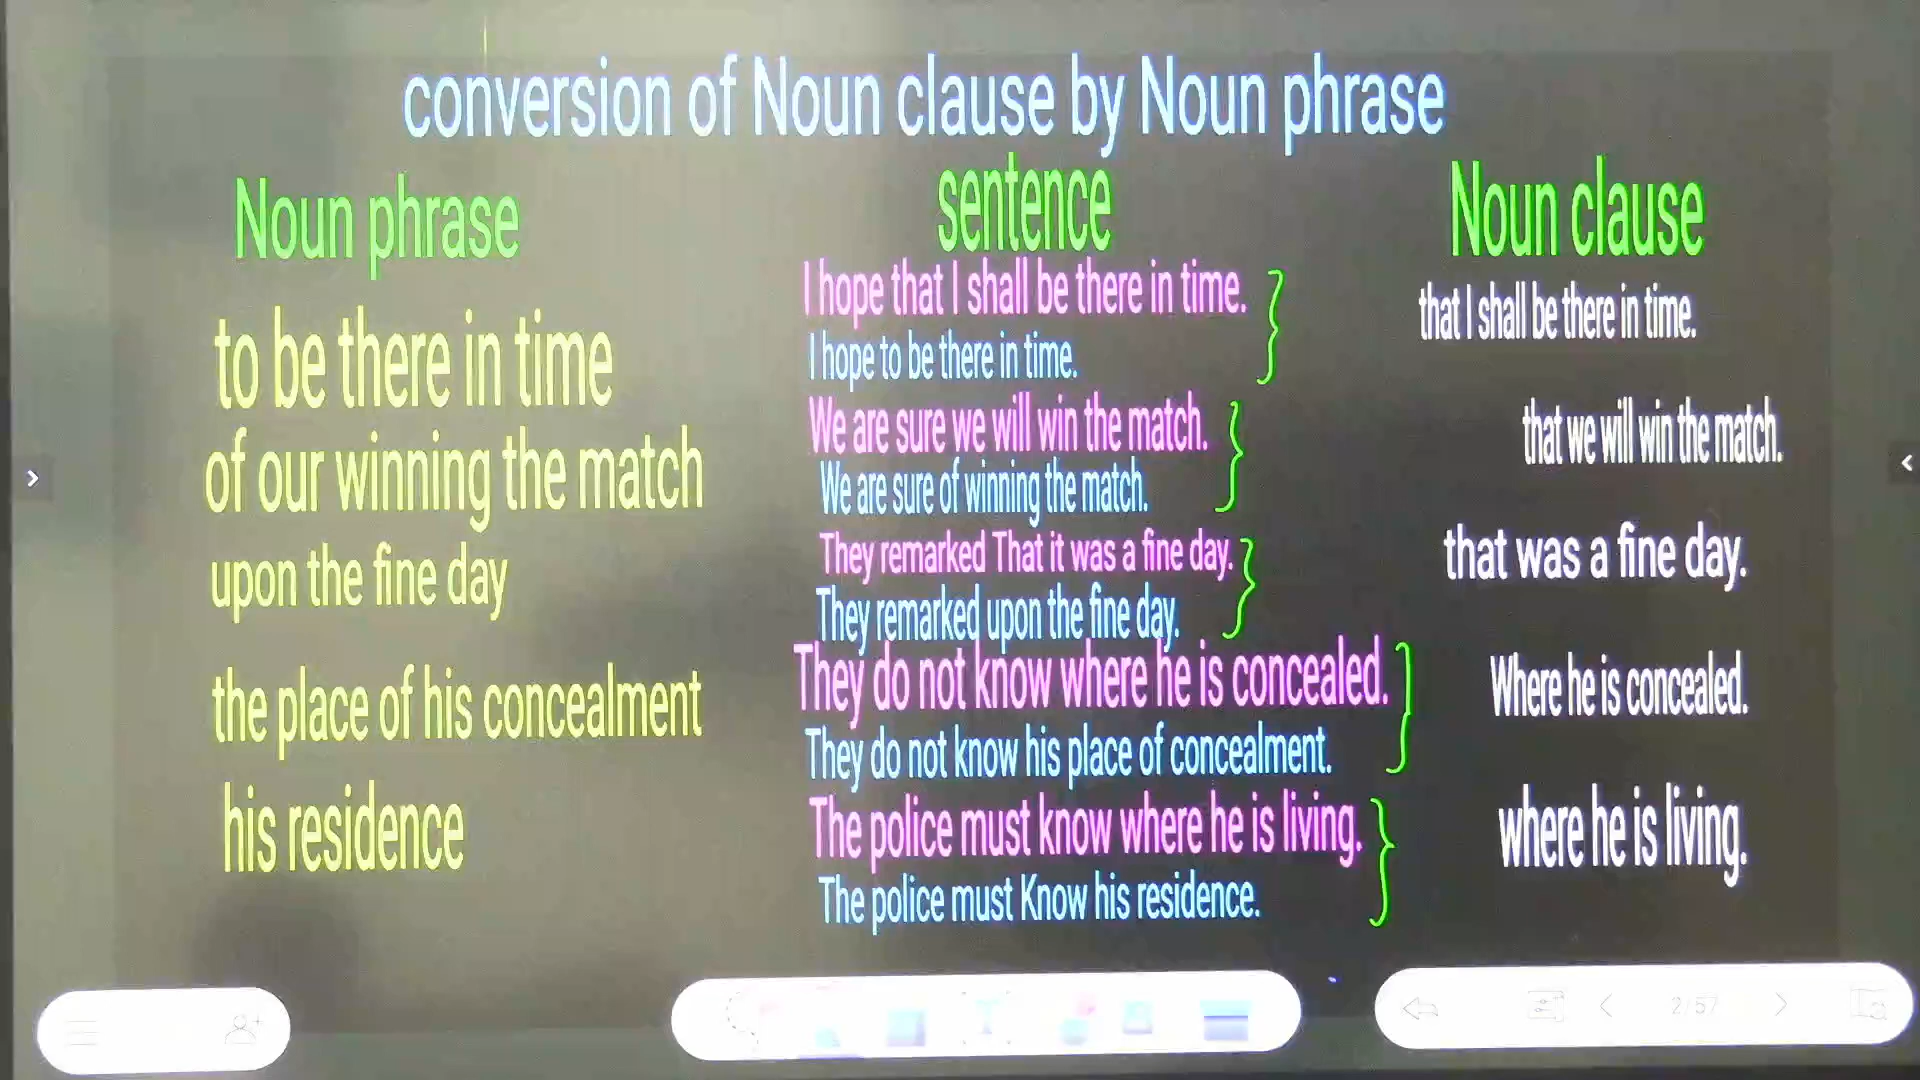 conversion of Noun clause by Noun phrase
Noun phrase
to be there in time
of our winning the match
upon the fine day
the place of his concealment
his residence
sentence
I hope that I shall be there in time.
I hope to be there in time.
We are sure we will win the match.
We are sure of winning the match.
They remarked That it was a fine day.
They remarked upon the fine day.
They do not know where he is concealed.
They do not know his place of concealment.
The police must know where he is living.
The police must Know his residence.
Noun clause
that I shall be there in time.
that we will win the match.
that was a fine day.
Where he is concealed.
where he is living.
2/57